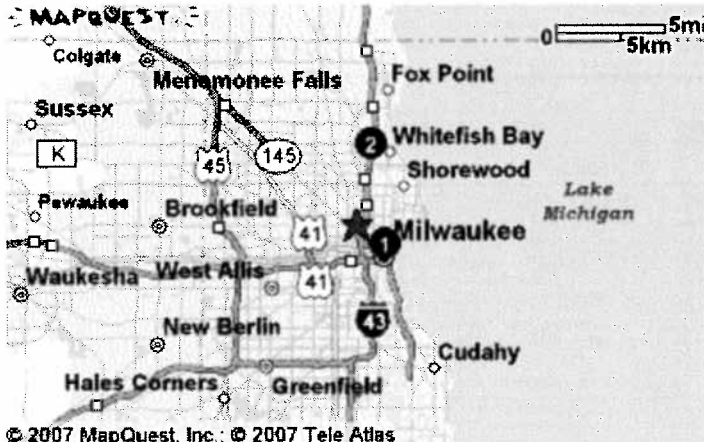 MAPQUEST
0 5mi
5km
Colgate
Menomonee Falls
Fox Point
Sussex
K
145
2
Whitefish Bay
45
Shorewood
Lake
Michigan
Pewaukee
Brookfield
41
1
Milwaukee
Waukesha
West Allis
41
43
New Berlin
Cudahy
Hales Corners
Greenfield
© 2007 MapQuest, Inc.; © 2007 Tele Atlas